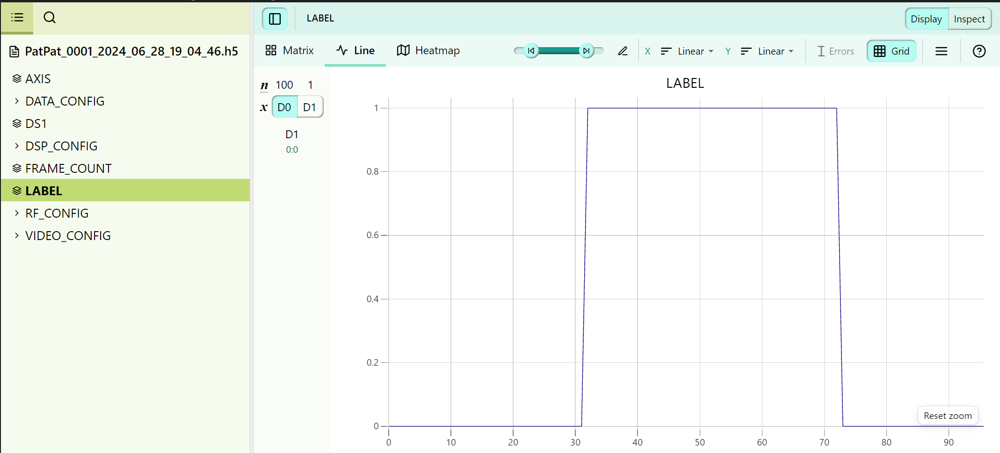 LABEL
Display
Inspect
PatPat_0001_2024_06_28_19_04_46.h5
AXIS
DATA_CONFIG
DS1
DSP_CONFIG
FRAME_COUNT
LABEL
RF_CONFIG
VIDEO_CONFIG
Matrix
Line
Heatmap
X
Linear
Y
Linear
Errors
Grid
n 100 1
x D0 D1
D1
0:0
LABEL
1
0.8
0.6
0.4
0.2
0
0 10 20 30 40 50 60 70 80 90
Reset zoom